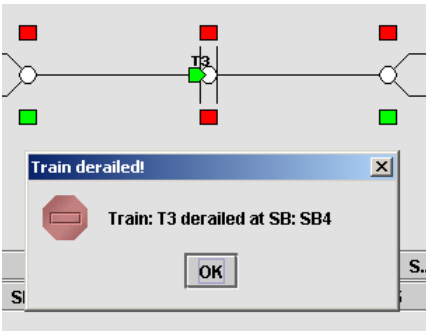 T3
Train derailed!
Train: T3 derailed at SB: SB4
OK
S..